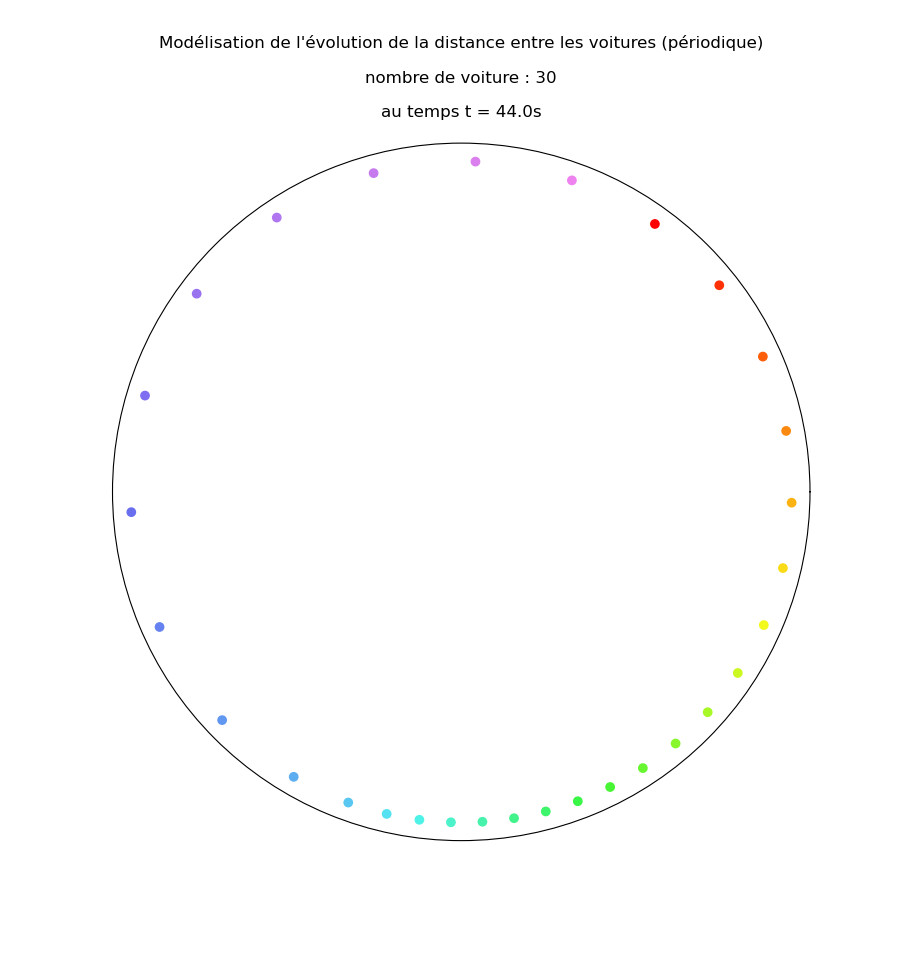 Modélisation de l'évolution de la distance entre les voitures (périodique)
nombre de voiture : 30
au temps t = 44.0s